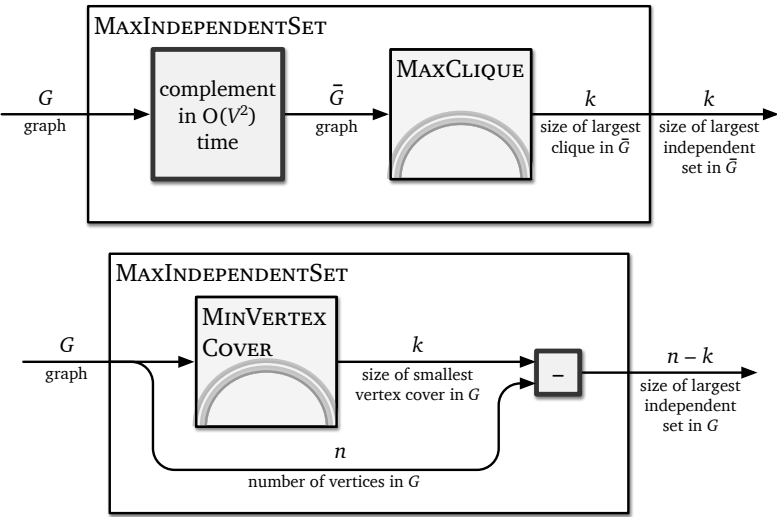 MAXINDEPENDENTSET
G
graph
complement
in O(V²)
time
Ḡ
graph
MAXCLIQUE
k
size of largest
clique in Ḡ
k
size of largest
independent
set in Ḡ
MAXINDEPENDENTSET
G
graph
MINVERTEX
COVER
k
size of smallest
vertex cover in G
n
number of vertices in G
–
n – k
size of largest
independent
set in G